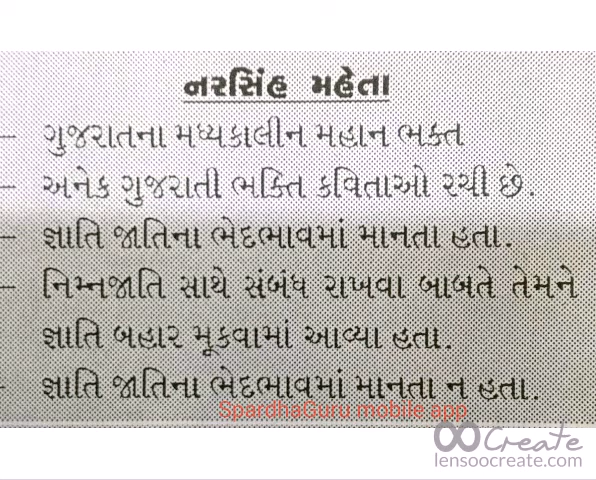 નરસિંહ મહેતા
– ગુજરાતના મધ્યકાલીન મહાન ભક્ત
– અનેક ગુજરાતી ભક્તિ કવિતાઓ રચી છે.
– જ્ઞાતિ જાતિના ભેદભાવમાં માનતા હતા.
– નિમ્નજાતિ સાથે સંબંધ રાખવા બાબતે તેમને
જ્ઞાતિ બહાર મૂકવામાં આવ્યા હતા.
- જ્ઞાતિ જાતિના ભેદભાવમાં માનતા ન હતા.
SpardhaGuru mobile app
Create
lensoocreate.com